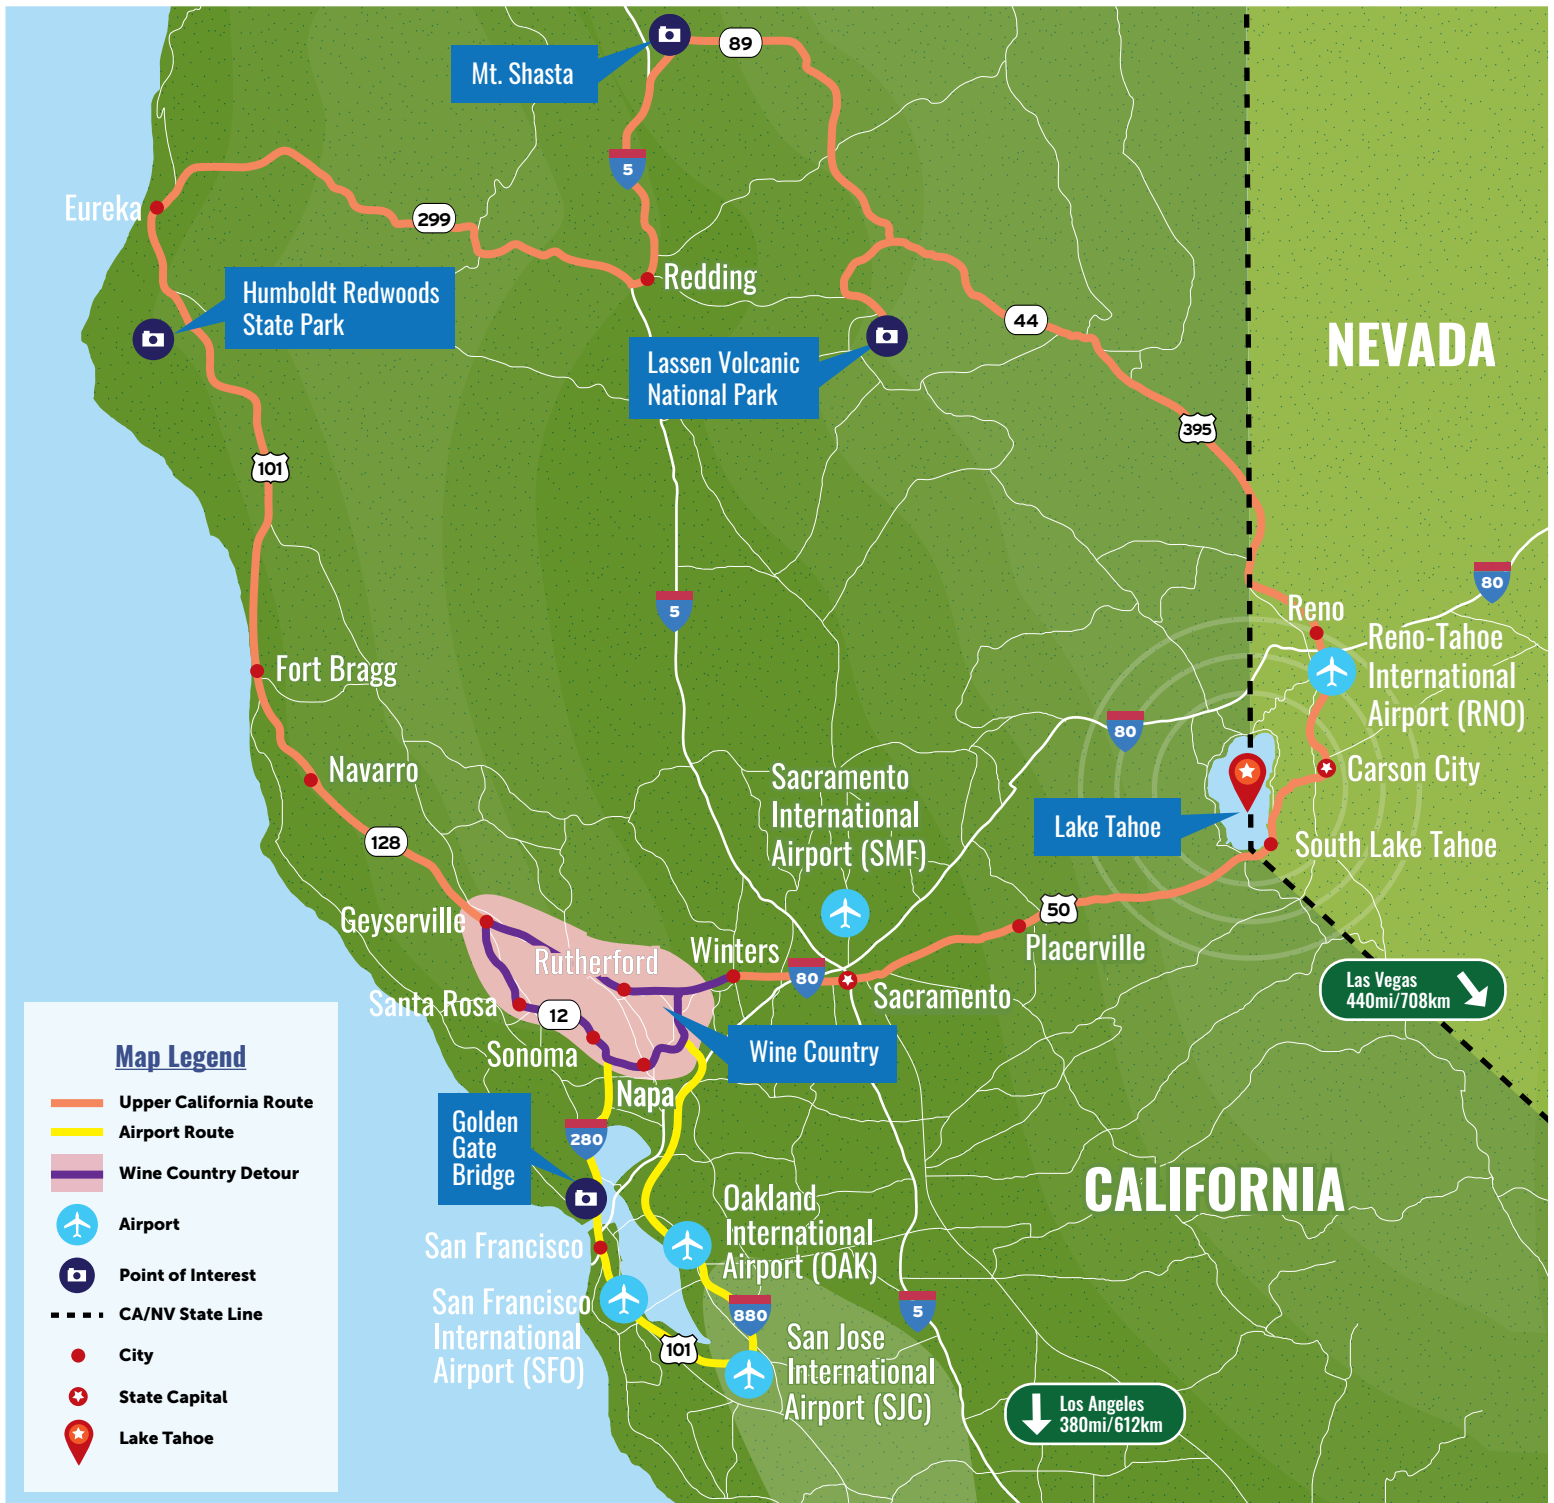 Mt. Shasta
89
5
Eureka
299
Redding
Humboldt Redwoods
State Park
Lassen Volcanic
National Park
44
NEVADA
395
101
5
80
Reno
Reno-Tahoe
International
Airport (RNO)
Fort Bragg
80
Navarro
Sacramento
International
Airport (SMF)
Carson City
Lake Tahoe
128
South Lake Tahoe
50
Geyserville
Winters
Placerville
Rutherford
80
Las Vegas
440mi/708km
Santa Rosa
12
Sacramento
Sonoma
Wine Country
Napa
Golden
Gate
Bridge
280
CALIFORNIA
Oakland
International
Airport (OAK)
San Francisco
San Francisco
International
Airport (SFO)
880
5
101
San Jose
International
Airport (SJC)
Los Angeles
380mi/612km
Map Legend
Upper California Route
Airport Route
Wine Country Detour
Airport
Point of Interest
CA/NV State Line
City
State Capital
Lake Tahoe